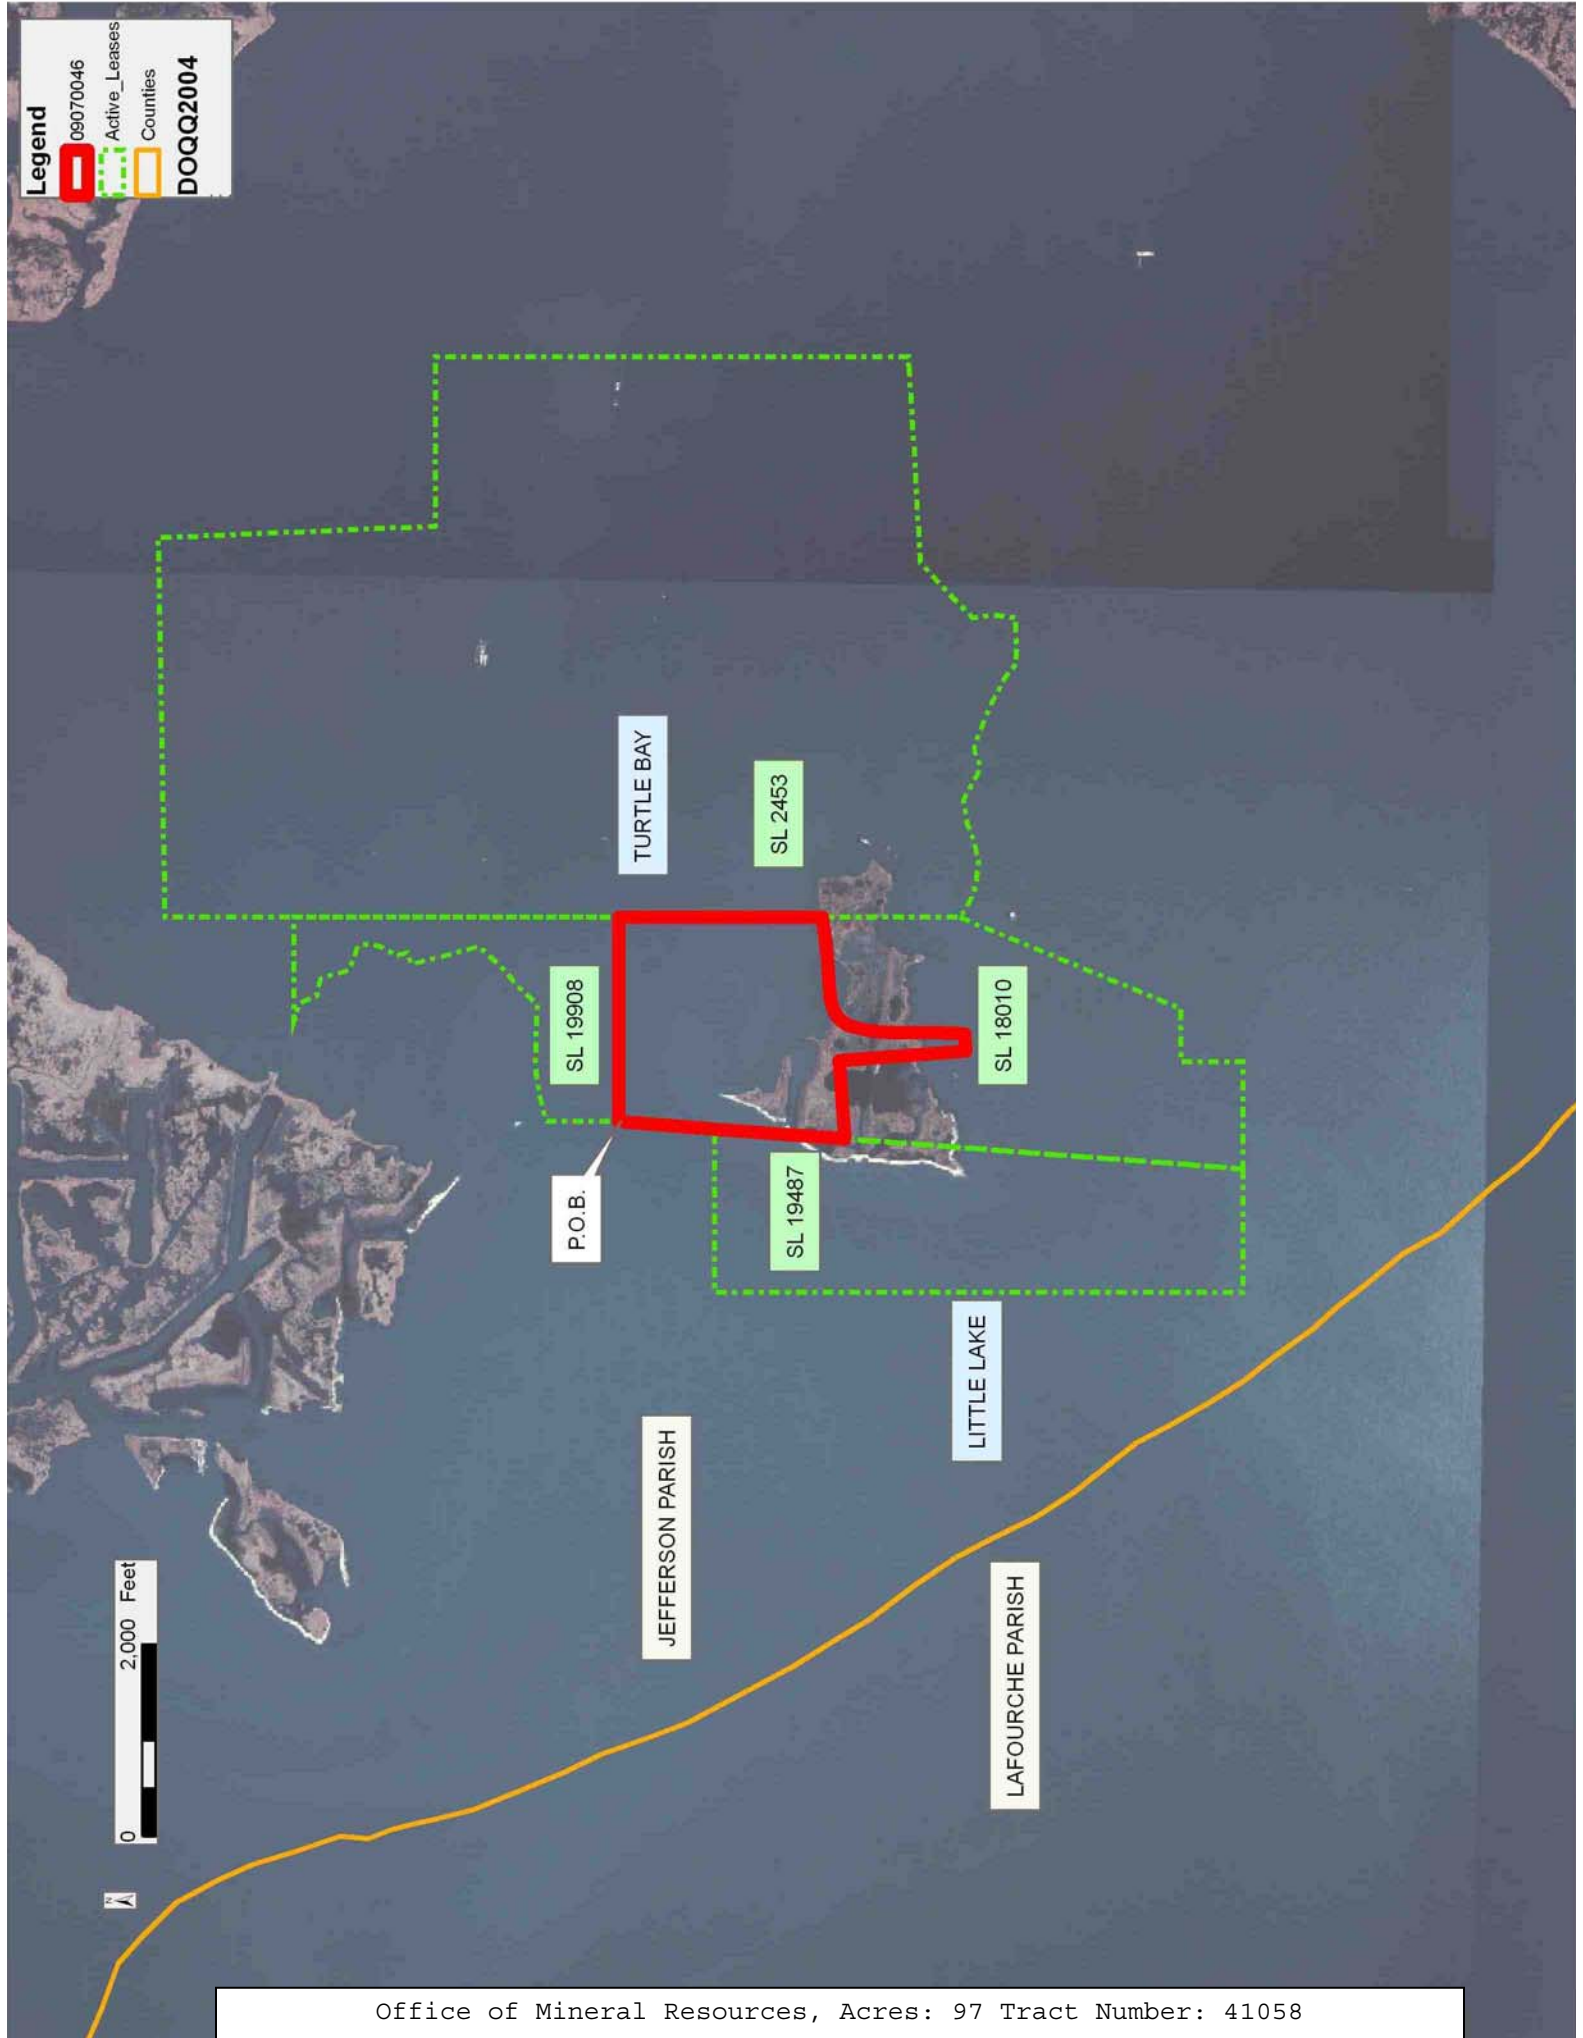 Legend
09070046
Active_Leases
Counties
DOQQ2004
0 2,000 Feet
N
TURTLE BAY
SL 2453
SL 19908
SL 18010
P.O.B.
SL 19487
LITTLE LAKE
JEFFERSON PARISH
LAFOURCHE PARISH
Office of Mineral Resources, Acres: 97 Tract Number: 41058